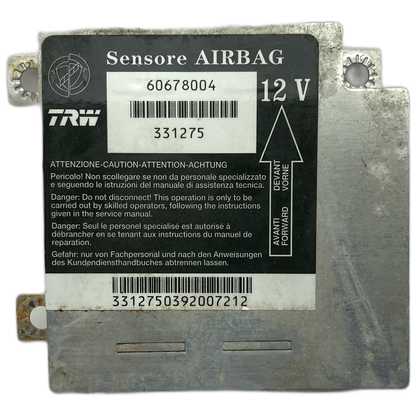 Sensore AIRBAG
60678004
12 V
TRW
331275
ATTENZIONE-CAUTION-ATTENTION-ACHTUNG
Pericolo! Non scollegare se non da personale specializzato
e seguendo le istruzioni del manuale di assistenza tecnica.
Danger: Do not disconnect! This operation is only to be
carried out by skilled operators, following the instructions
given in the service manual.
Danger: Seul le personel specialisé est autorisé à
débrancher en se tenant aux instructions du manuel de
reparation.
Gefahr: nur von Fachpersonal und nach den Anweisungen
des Kundendiensthandbuches abtrennen lassen.
AVANTI DEVANT
FORWARD VORNE
3312750392007212